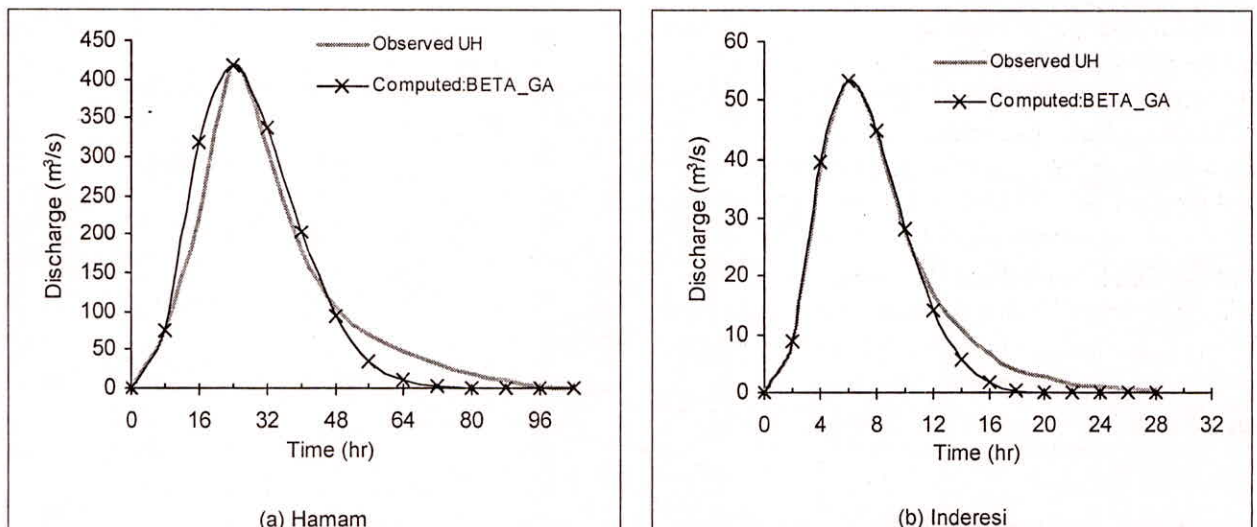 450
400
350
300
250
200
150
100
50
0
Discharge (m³/s)
Observed UH
Computed:BETA_GA
0 16 32 48 64 80 96
Time (hr)
(a) Hamam
60
50
40
30
20
10
0
Discharge (m³/s)
Observed UH
Computed:BETA_GA
0 4 8 12 16 20 24 28 32
Time (hr)
(b) Inderesi